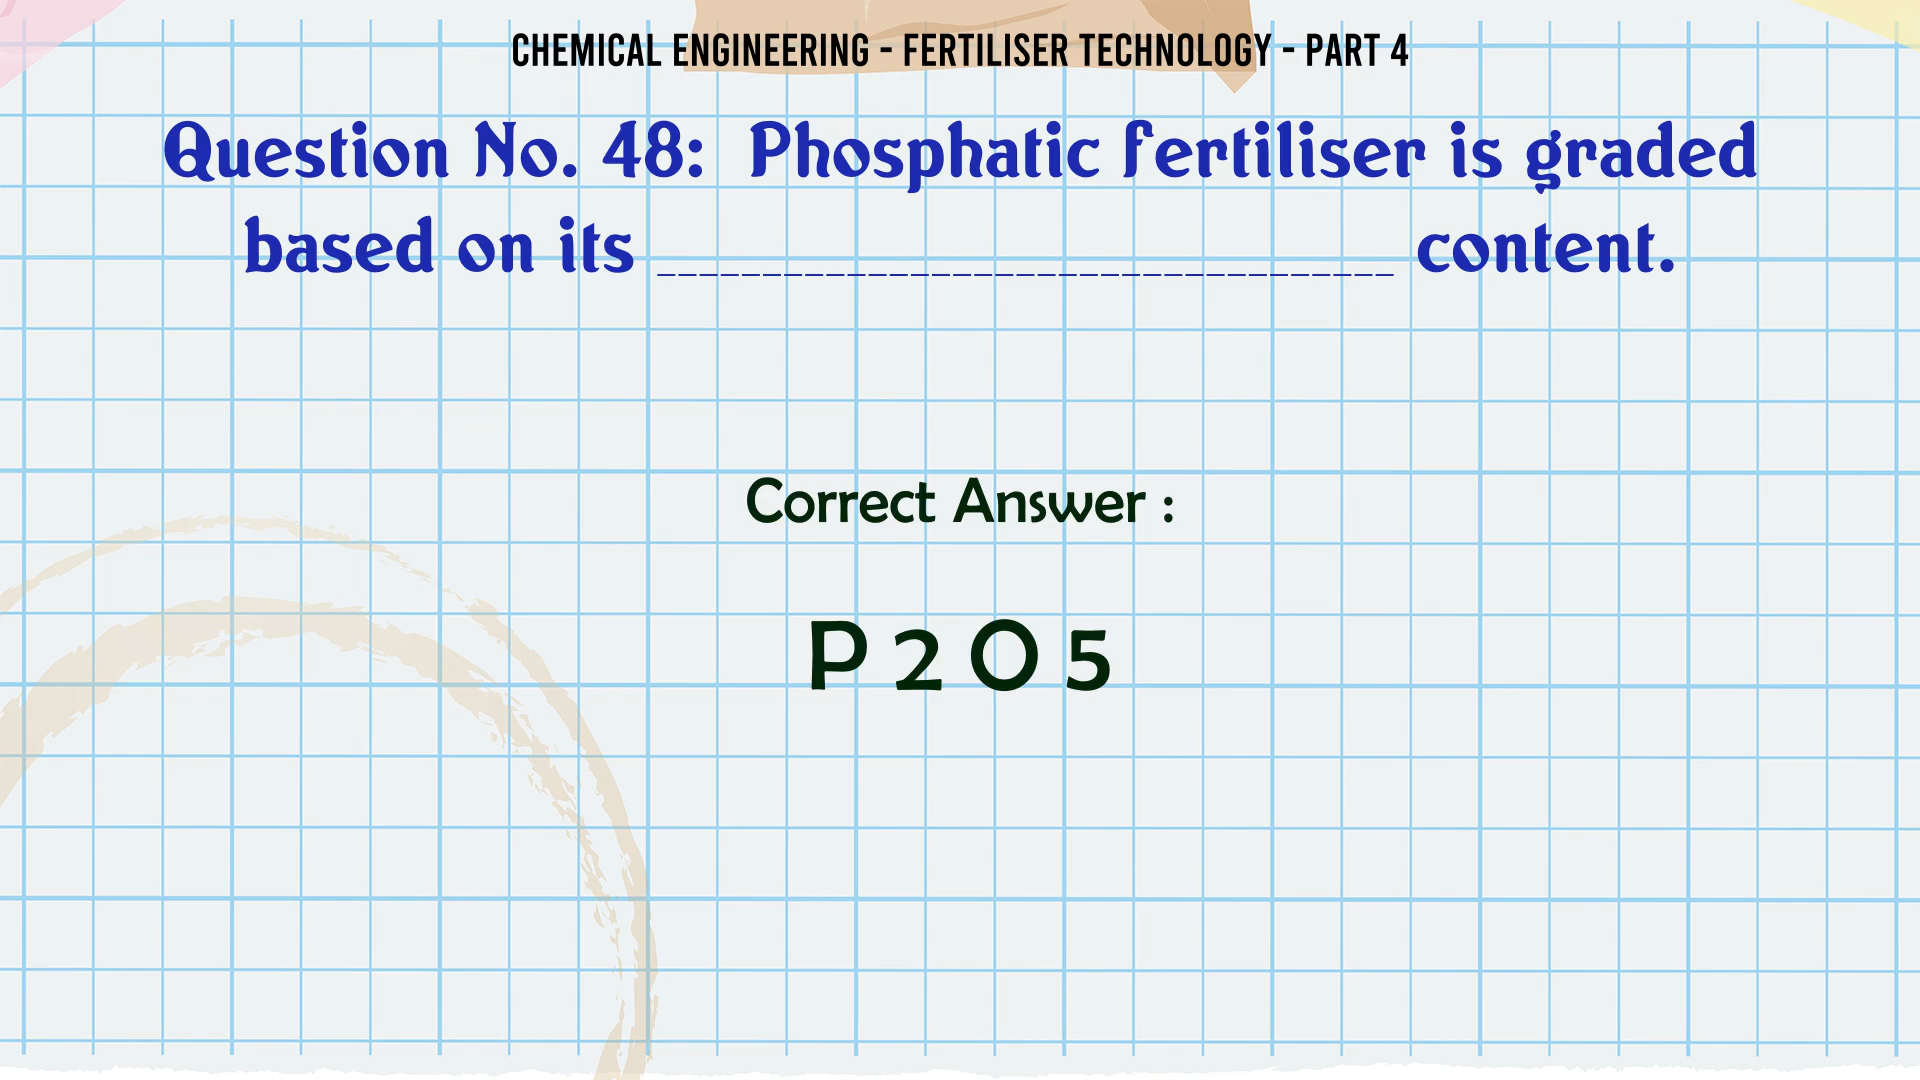 CHEMICAL ENGINEERING - FERTILISER TECHNOLOGY - PART 4
Question No. 48: Phosphatic fertiliser is graded
based on its ___________________________________ content.
Correct Answer :
P 2 O 5